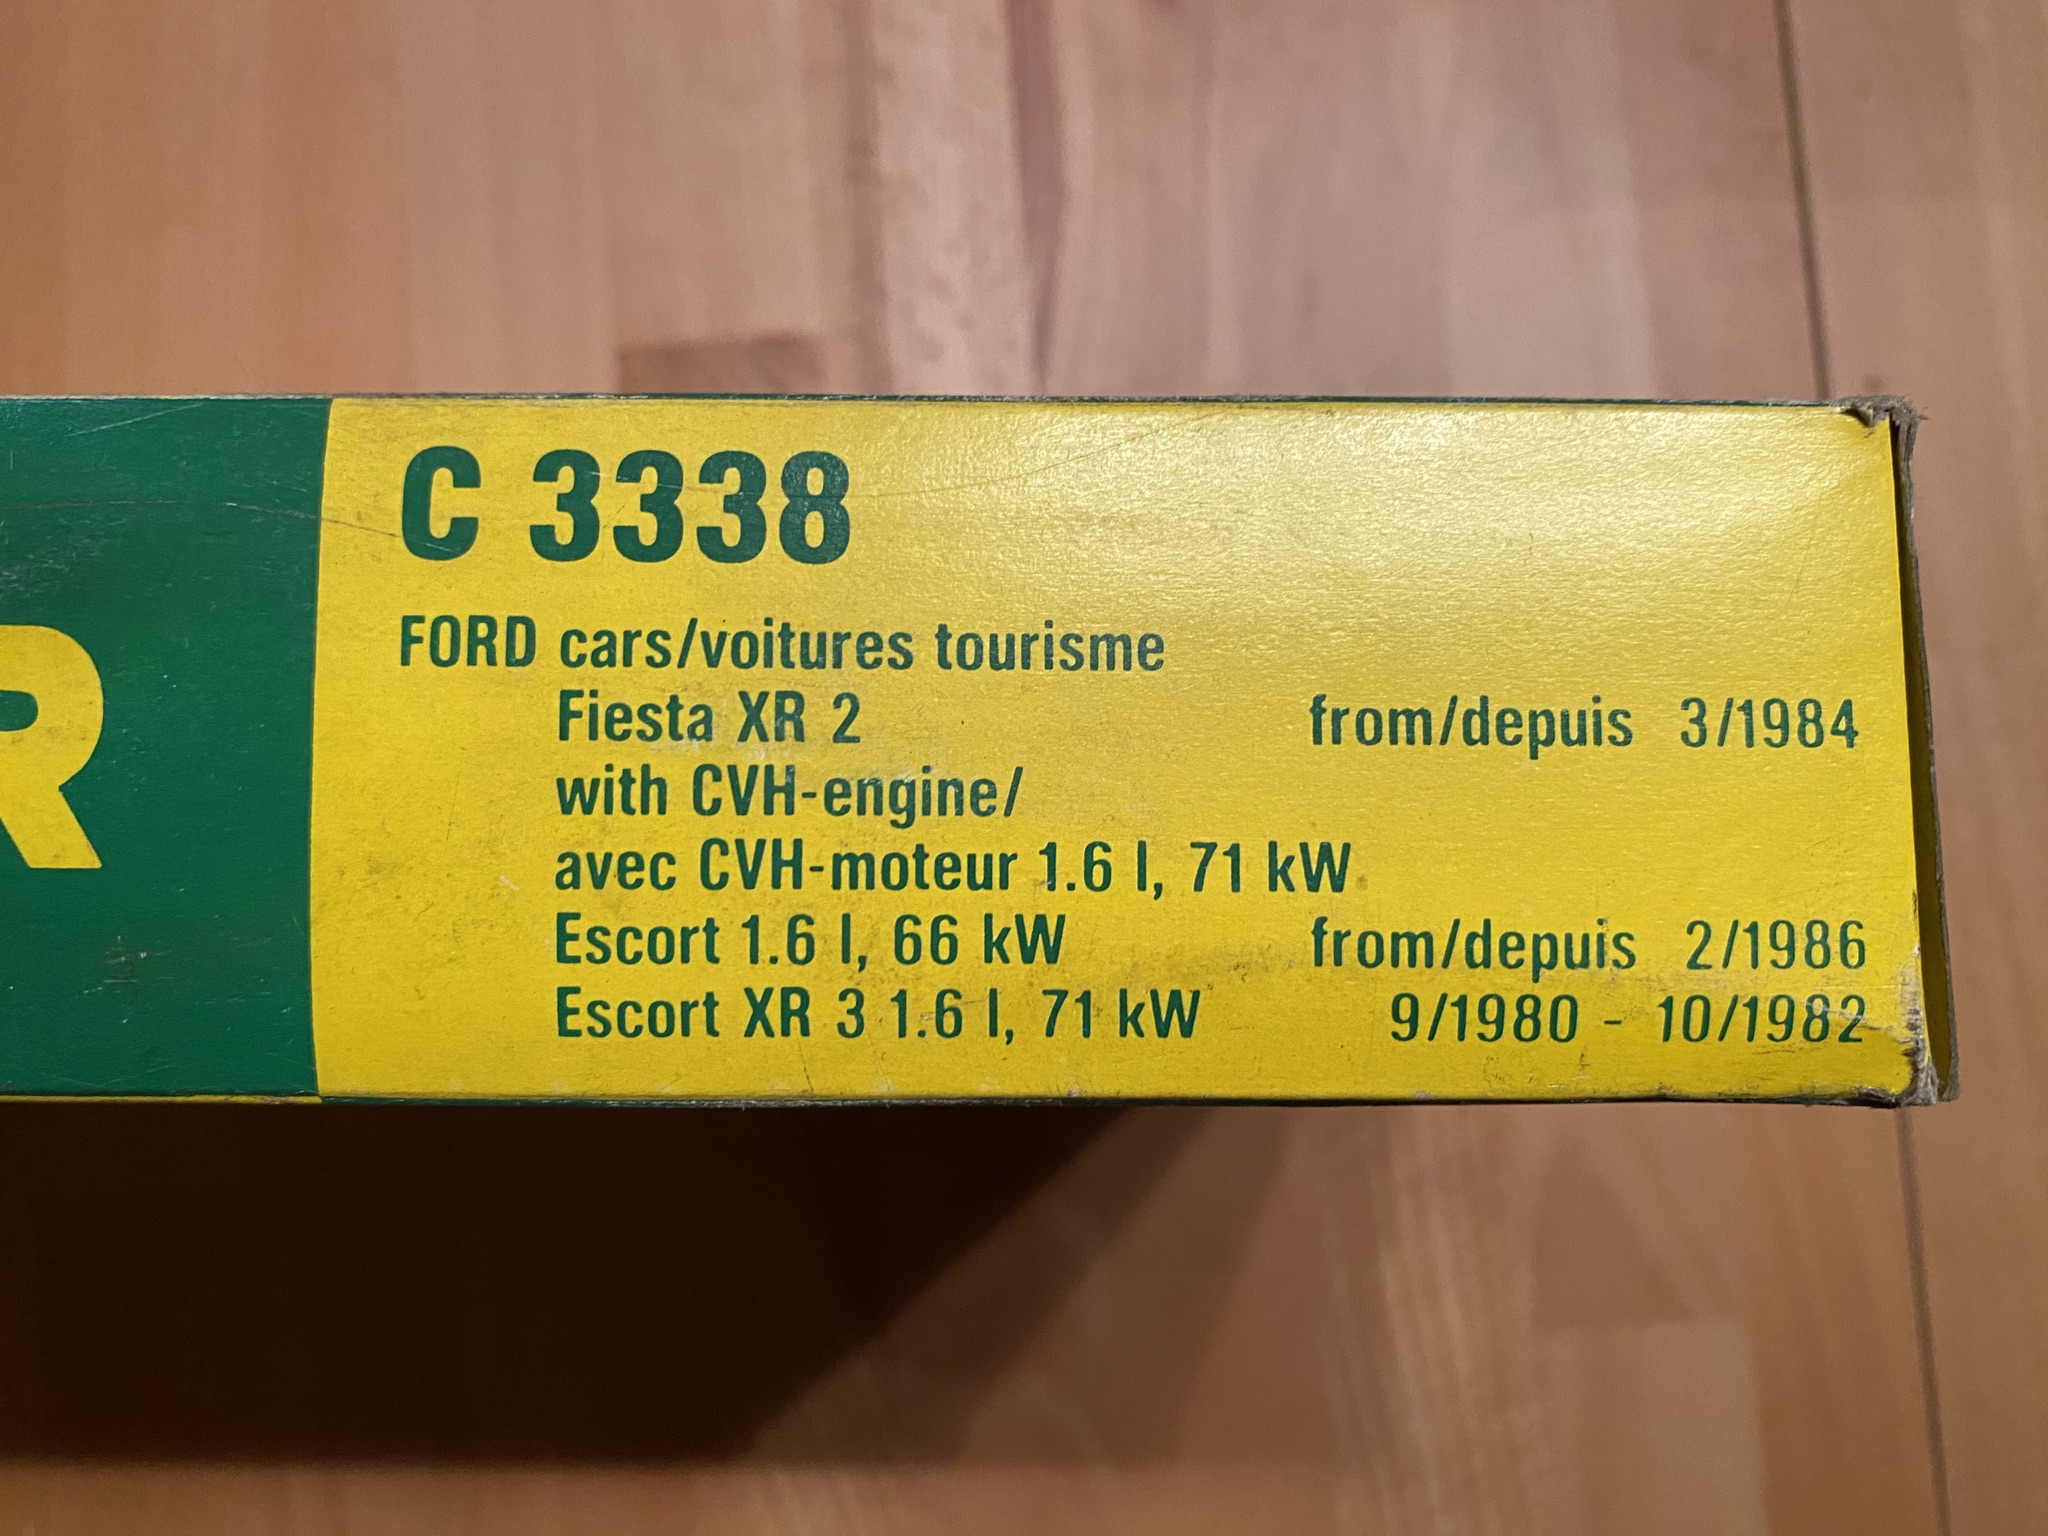 R
C 3338
FORD cars/voitures tourisme
Fiesta XR 2 from/depuis 3/1984
with CVH-engine/
avec CVH-moteur 1.6 l, 71 kW
Escort 1.6 l, 66 kW from/depuis 2/1986
Escort XR 3 1.6 l, 71 kW 9/1980 - 10/1982